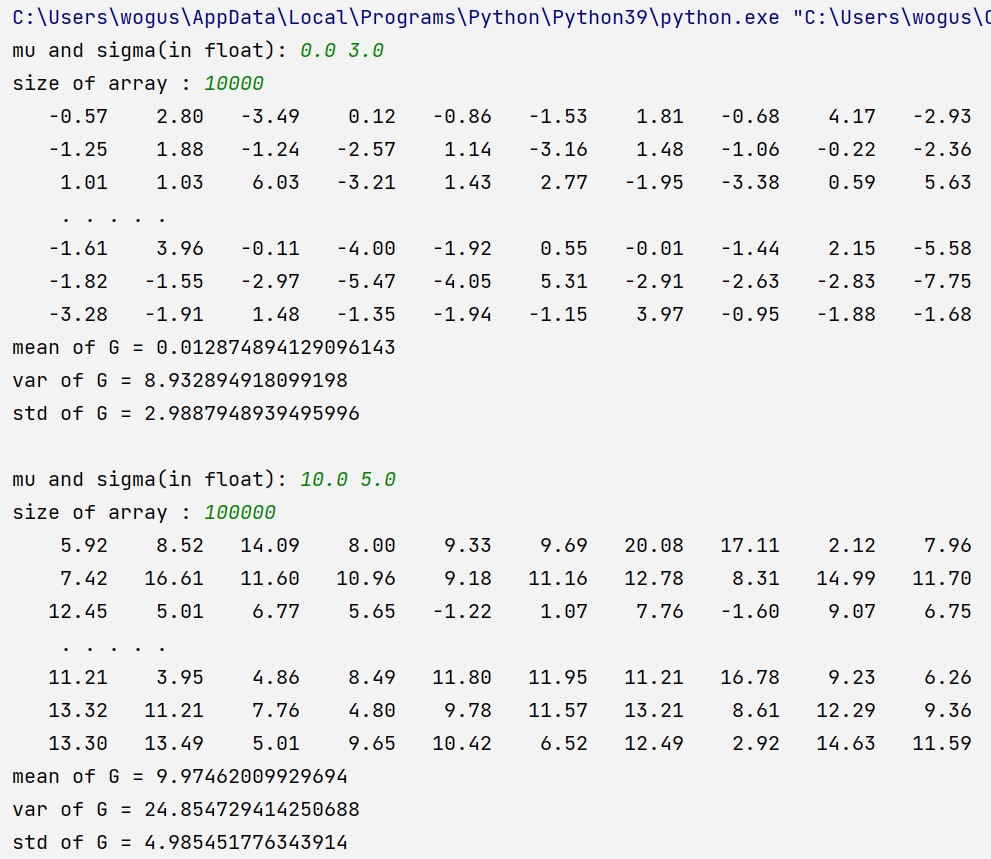 C:\Users\wogus\AppData\Local\Programs\Python\Python39\python.exe "C:\Users\wogus\
mu and sigma(in float): 0.0 3.0
size of array : 10000
-0.57 2.80 -3.49 0.12 -0.86 -1.53 1.81 -0.68 4.17 -2.93
-1.25 1.88 -1.24 -2.57 1.14 -3.16 1.48 -1.06 -0.22 -2.36
1.01 1.03 6.03 -3.21 1.43 2.77 -1.95 -3.38 0.59 5.63
. . . . .
-1.61 3.96 -0.11 -4.00 -1.92 0.55 -0.01 -1.44 2.15 -5.58
-1.82 -1.55 -2.97 -5.47 -4.05 5.31 -2.91 -2.63 -2.83 -7.75
-3.28 -1.91 1.48 -1.35 -1.94 -1.15 3.97 -0.95 -1.88 -1.68
mean of G = 0.012874894129096143
var of G = 8.932894918099198
std of G = 2.9887948939495996
mu and sigma(in float): 10.0 5.0
size of array : 100000
5.92 8.52 14.09 8.00 9.33 9.69 20.08 17.11 2.12 7.96
7.42 16.61 11.60 10.96 9.18 11.16 12.78 8.31 14.99 11.70
12.45 5.01 6.77 5.65 -1.22 1.07 7.76 -1.60 9.07 6.75
. . . . .
11.21 3.95 4.86 8.49 11.80 11.95 11.21 16.78 9.23 6.26
13.32 11.21 7.76 4.80 9.78 11.57 13.21 8.61 12.29 9.36
13.30 13.49 5.01 9.65 10.42 6.52 12.49 2.92 14.63 11.59
mean of G = 9.97462009929694
var of G = 24.854729414250688
std of G = 4.985451776343914